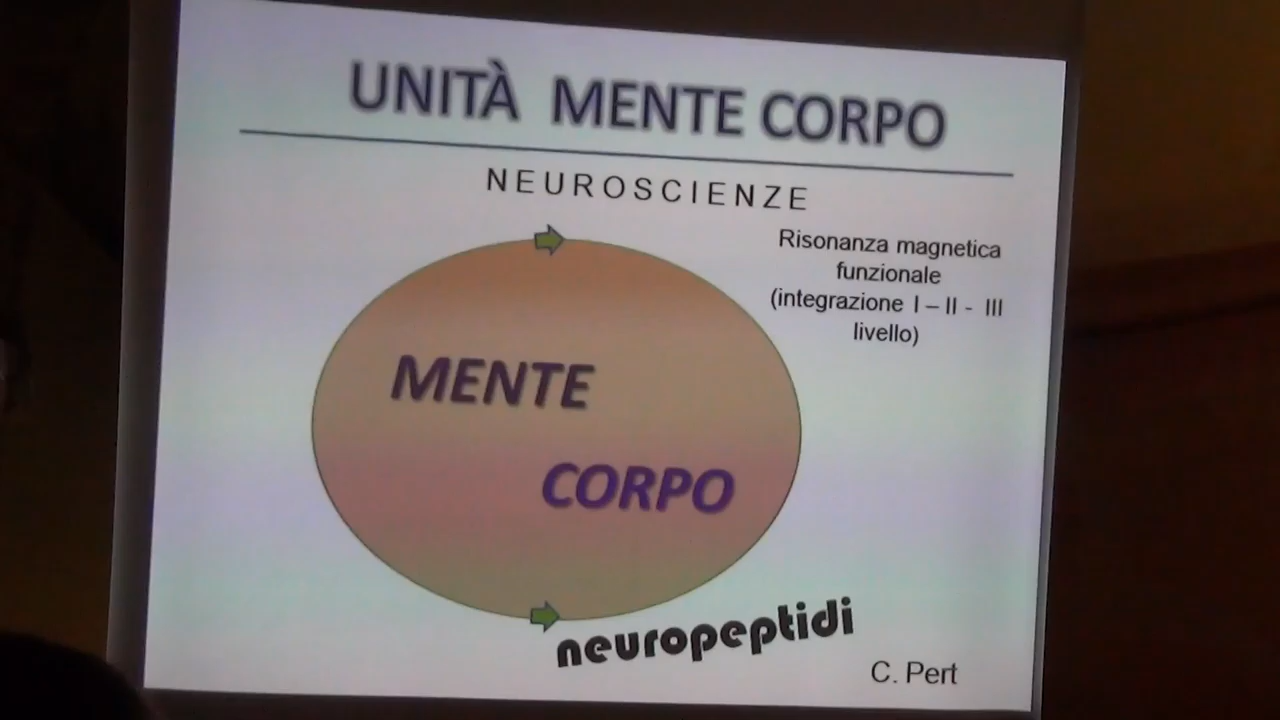 UNITÀ MENTE CORPO
NEUROSCIENZE
Risonanza magnetica
funzionale
(integrazione I – II - III
livello)
MENTE
CORPO
neuropeptidi
C. Pert